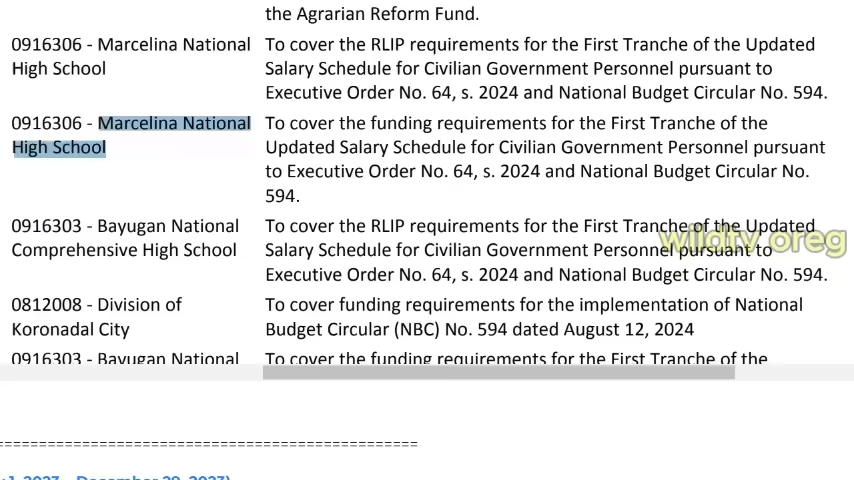 the Agrarian Reform Fund.
0916306 - Marcelina National
High School
To cover the RLIP requirements for the First Tranche of the Updated
Salary Schedule for Civilian Government Personnel pursuant to
Executive Order No. 64, s. 2024 and National Budget Circular No. 594.
0916306 - Marcelina National
High School
To cover the funding requirements for the First Tranche of the
Updated Salary Schedule for Civilian Government Personnel pursuant
to Executive Order No. 64, s. 2024 and National Budget Circular No.
594.
0916303 - Bayugan National
Comprehensive High School
To cover the RLIP requirements for the First Tranche of the Updated
Salary Schedule for Civilian Government Personnel pursuant to
Executive Order No. 64, s. 2024 and National Budget Circular No. 594.
wildtv oreg
0812008 - Division of
Koronadal City
To cover funding requirements for the implementation of National
Budget Circular (NBC) No. 594 dated August 12, 2024
0916303 - Bayugan National
To cover the funding requirements for the First Tranche of the
1, 2023 - December 29, 2023)